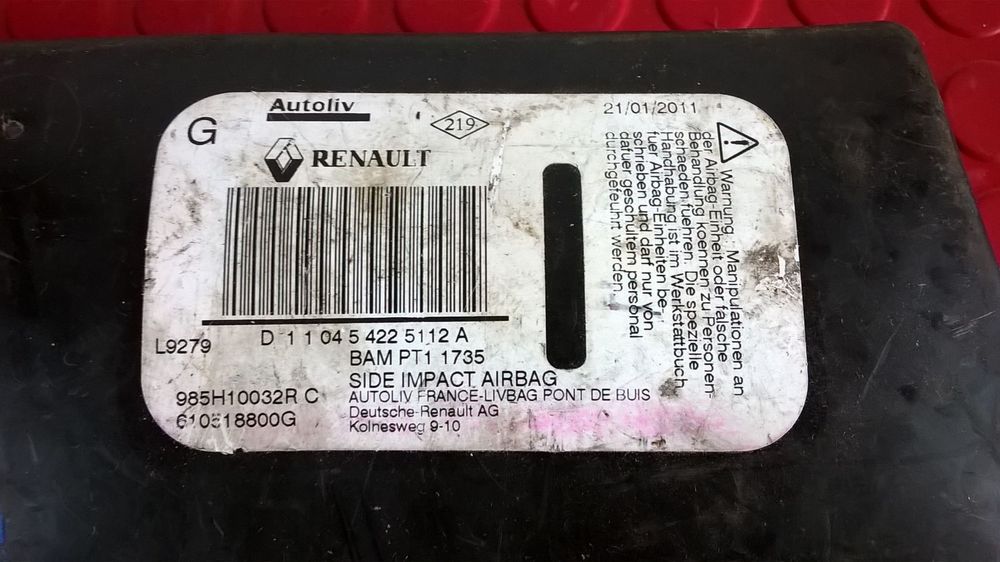 G
Autoliv
219
RENAULT
D 1 1 04 5 422 5112 A
L9279
BAM PT1 1735
SIDE IMPACT AIRBAG
985H10032R C
AUTOLIV FRANCE-LIVBAG PONT DE BUIS
610518800G
Deutsche-Renault AG
Kolnesweg 9-10
21/01/2011
Warnung. Manipulationen an
der Airbag-Einheit oder falsche
Behandlung koennen zu Personen-
schaeden fuehren. Die spezielle
Handhabung ist im Werkstattbuch
fuer Airbag-Einheiten be-
schrieben und darf nur von
dafuer geschultem personal
durchgefeuhrt werden.